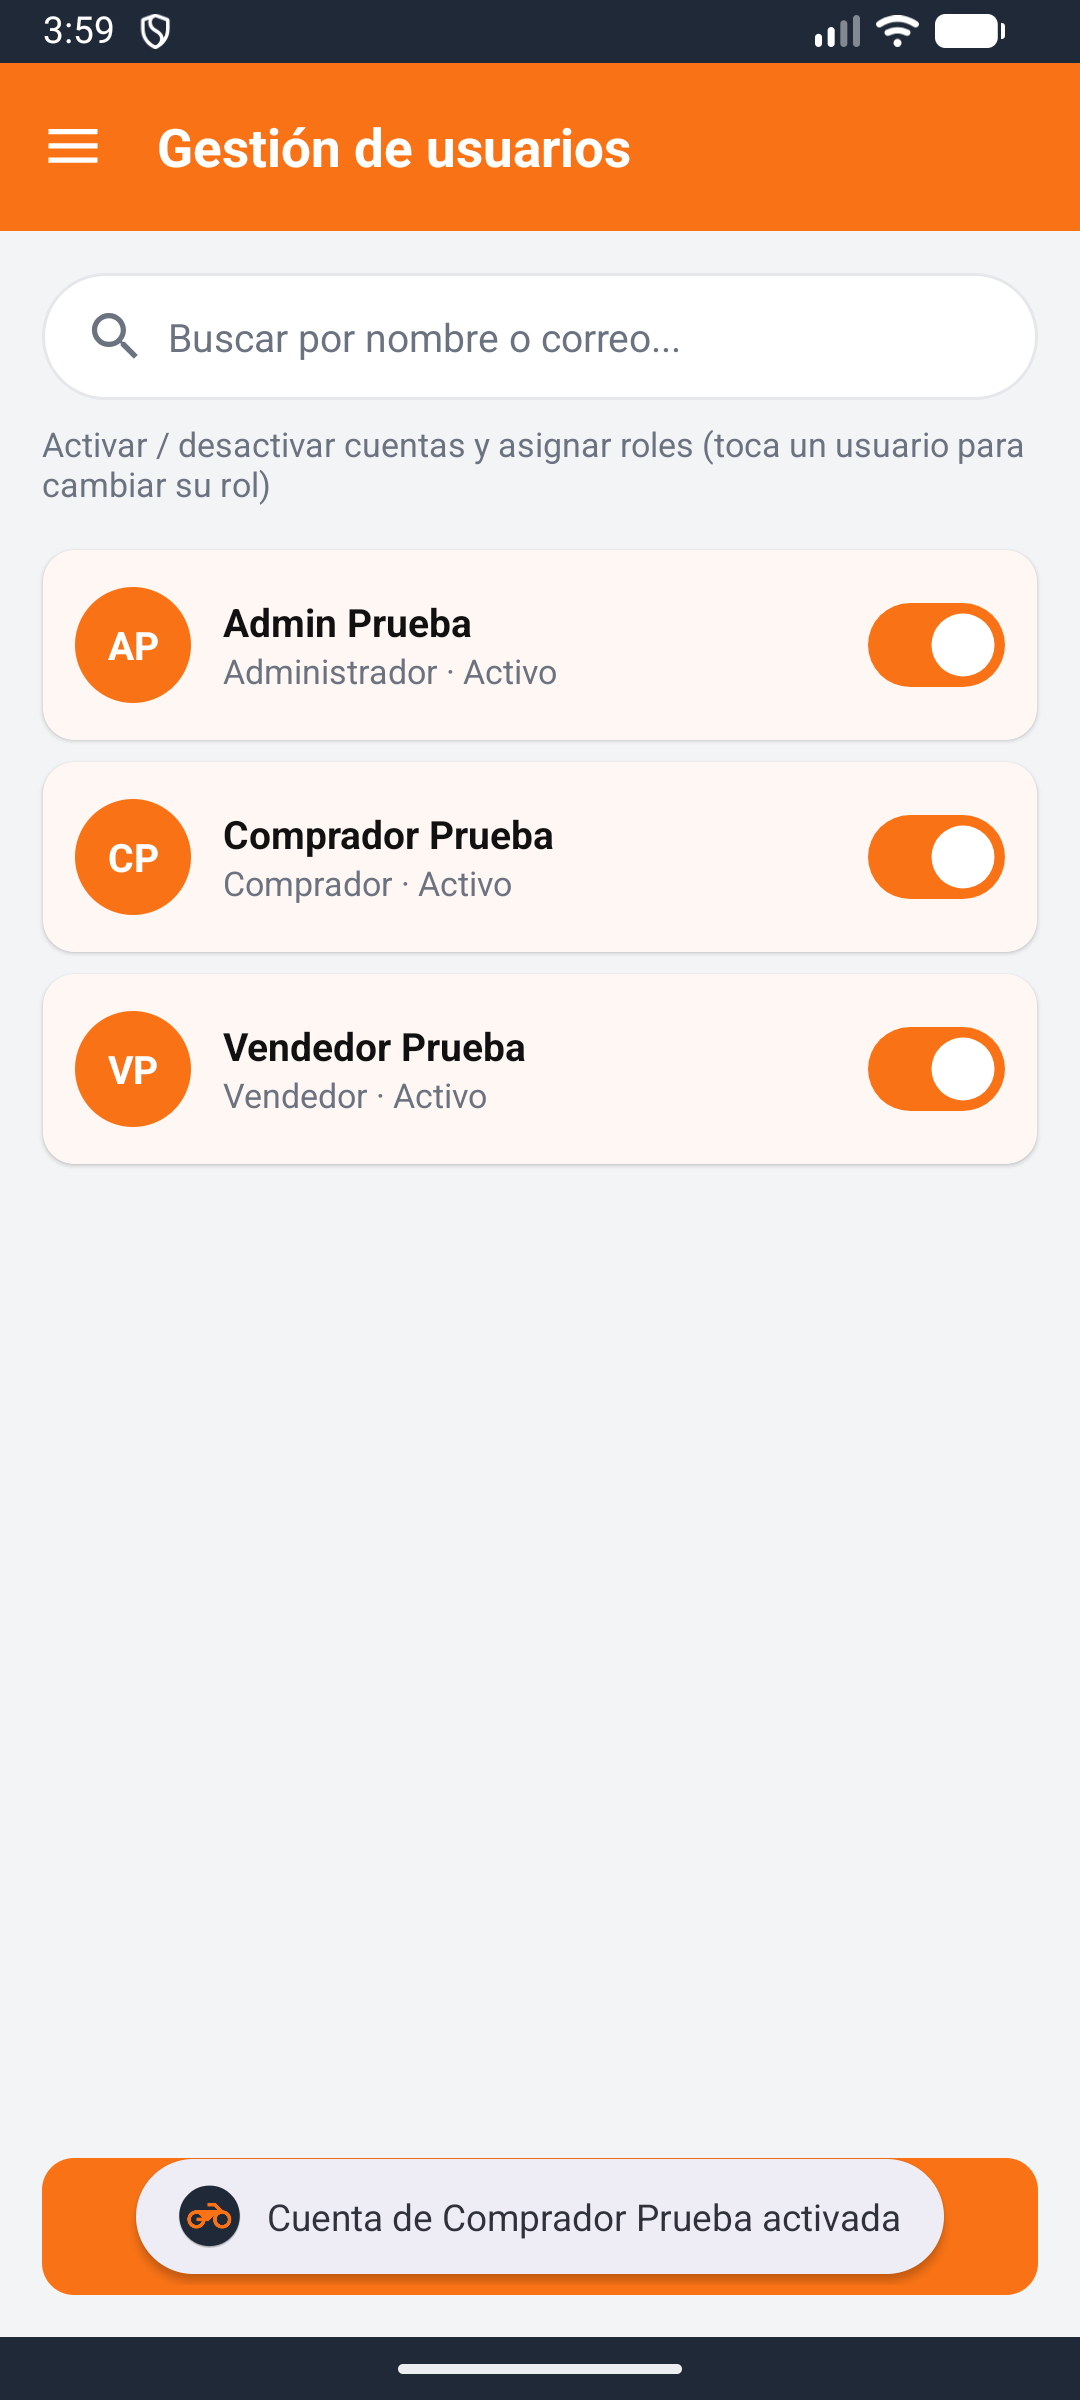 3:59
Gestión de usuarios
Buscar por nombre o correo...
Activar / desactivar cuentas y asignar roles (toca un usuario para
cambiar su rol)
AP
Admin Prueba
Administrador · Activo
CP
Comprador Prueba
Comprador · Activo
VP
Vendedor Prueba
Vendedor · Activo
Cuenta de Comprador Prueba activada